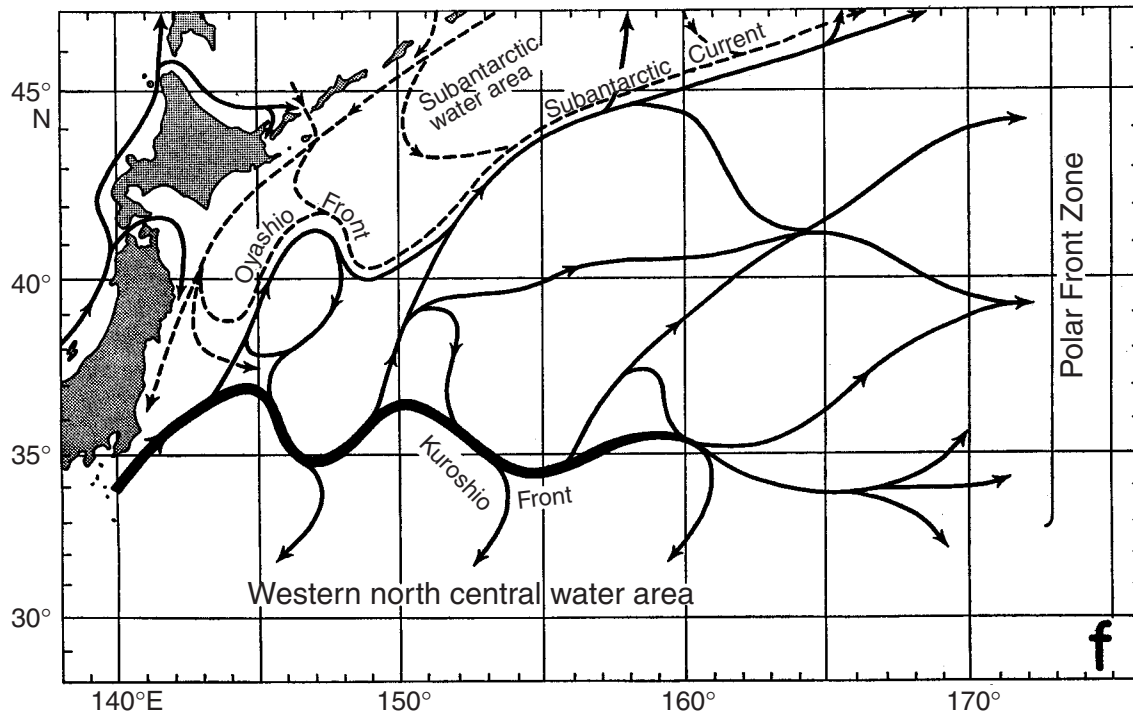 45°
N
40°
35°
30°
140°E
150°
160°
170°
Subantarctic
water area
Subantarctic Current
Oyashio Front
Kuroshio Front
Western north central water area
Polar Front Zone
f